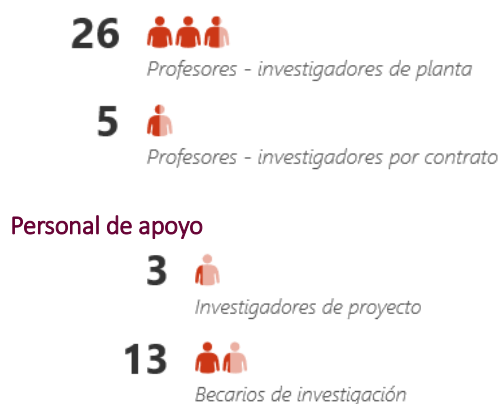 26
Profesores - investigadores de planta
5
Profesores - investigadores por contrato
Personal de apoyo
3
Investigadores de proyecto
13
Becarios de investigación